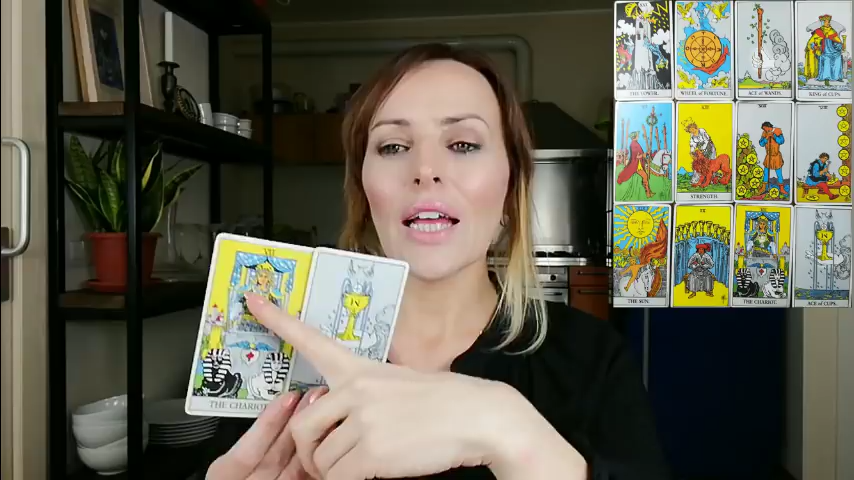 VII
THE CHARIOT.
THE TOWER.
WHEEL of FORTUNE.
ACE of WANDS.
KING of CUPS.
STRENGTH.
THE SUN.
THE CHARIOT.
ACE of CUPS.